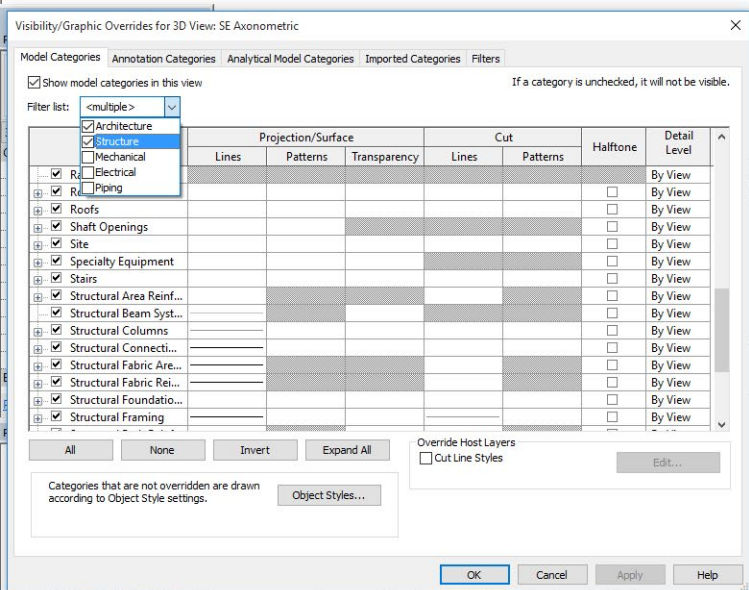 Visibility/Graphic Overrides for 3D View: SE Axonometric
Model Categories Annotation Categories Analytical Model Categories Imported Categories Filters
Show model categories in this view If a category is unchecked, it will not be visible.
Filter list: <multiple>
Architecture
Structure
Mechanical
Electrical
Piping
Projection/Surface Cut Halftone Detail Level
Lines Patterns Transparency Lines Patterns
Ra By View
R By View
Roofs By View
Shaft Openings By View
Site By View
Specialty Equipment By View
Stairs By View
Structural Area Reinf... By View
Structural Beam Syst... By View
Structural Columns By View
Structural Connecti... By View
Structural Fabric Are... By View
Structural Fabric Rei... By View
Structural Foundatio... By View
Structural Framing By View
All None Invert Expand All
Override Host Layers
Cut Line Styles Edit...
Categories that are not overridden are drawn
according to Object Style settings. Object Styles...
OK Cancel Apply Help